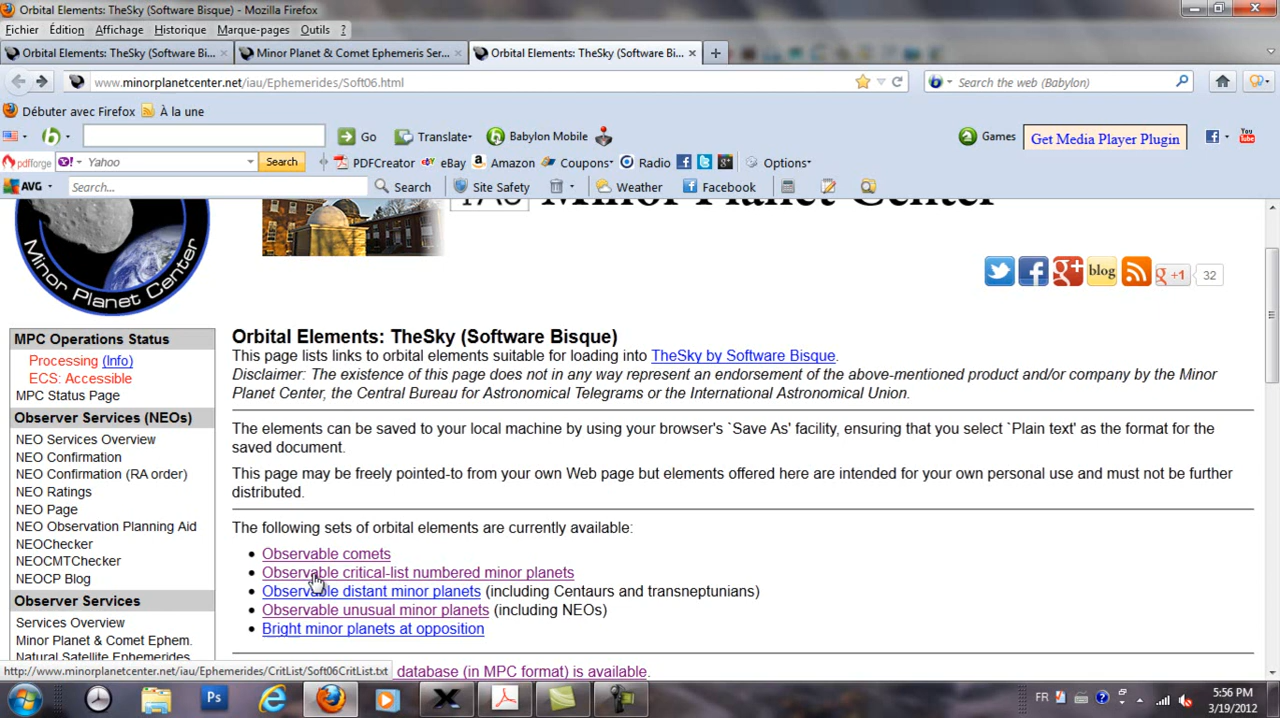 Orbital Elements: TheSky (Software Bisque) - Mozilla Firefox
Fichier Édition Affichage Historique Marque-pages Outils ?
Orbital Elements: TheSky (Software Bi... × Minor Planet & Comet Ephemeris Ser... × Orbital Elements: TheSky (Software Bi... × +
www.minorplanetcenter.net/iau/Ephemerides/Soft06.html Search the web (Babylon)
Débuter avec Firefox À la une
Go Translate Babylon Mobile Games Get Media Player Plugin You Tube
pdfforge Y! Yahoo Search PDFCreator eBay Amazon Coupons Radio Options
AVG Search... Search Site Safety Weather Facebook
Minor Planet Center
IAU Minor Planet Center
blog g +1 32
MPC Operations Status
Processing (Info)
ECS: Accessible
MPC Status Page
Observer Services (NEOs)
NEO Services Overview
NEO Confirmation
NEO Confirmation (RA order)
NEO Ratings
NEO Page
NEO Observation Planning Aid
NEOChecker
NEOCMTChecker
NEOCP Blog
Observer Services
Services Overview
Minor Planet & Comet Ephem.
Natural Satellite Ephemerides
Orbital Elements: TheSky (Software Bisque)
This page lists links to orbital elements suitable for loading into TheSky by Software Bisque.
Disclaimer: The existence of this page does not in any way represent an endorsement of the above-mentioned product and/or company by the Minor
Planet Center, the Central Bureau for Astronomical Telegrams or the International Astronomical Union.
The elements can be saved to your local machine by using your browser's `Save As' facility, ensuring that you select `Plain text' as the format for the
saved document.
This page may be freely pointed-to from your own Web page but elements offered here are intended for your own personal use and must not be further
distributed.
The following sets of orbital elements are currently available:
• Observable comets
• Observable critical-list numbered minor planets
• Observable distant minor planets (including Centaurs and transneptunians)
• Observable unusual minor planets (including NEOs)
• Bright minor planets at opposition
database (in MPC format) is available.
http://www.minorplanetcenter.net/iau/Ephemerides/CritList/Soft06CritList.txt
Ps FR 5:56 PM
3/19/2012